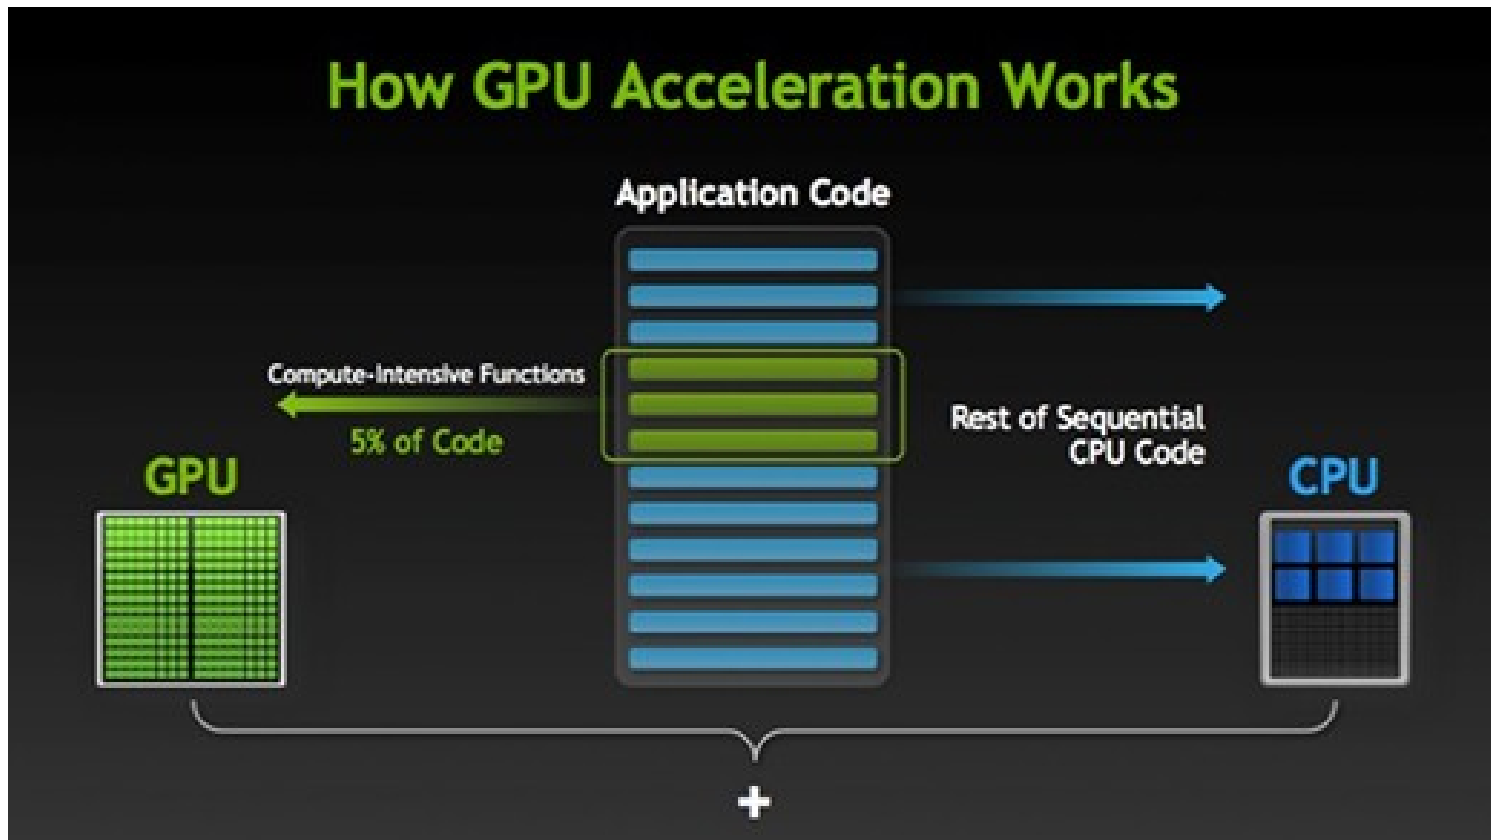 How GPU Acceleration Works
Application Code
Compute-Intensive Functions
5% of Code
GPU
Rest of Sequential
CPU Code
CPU
+